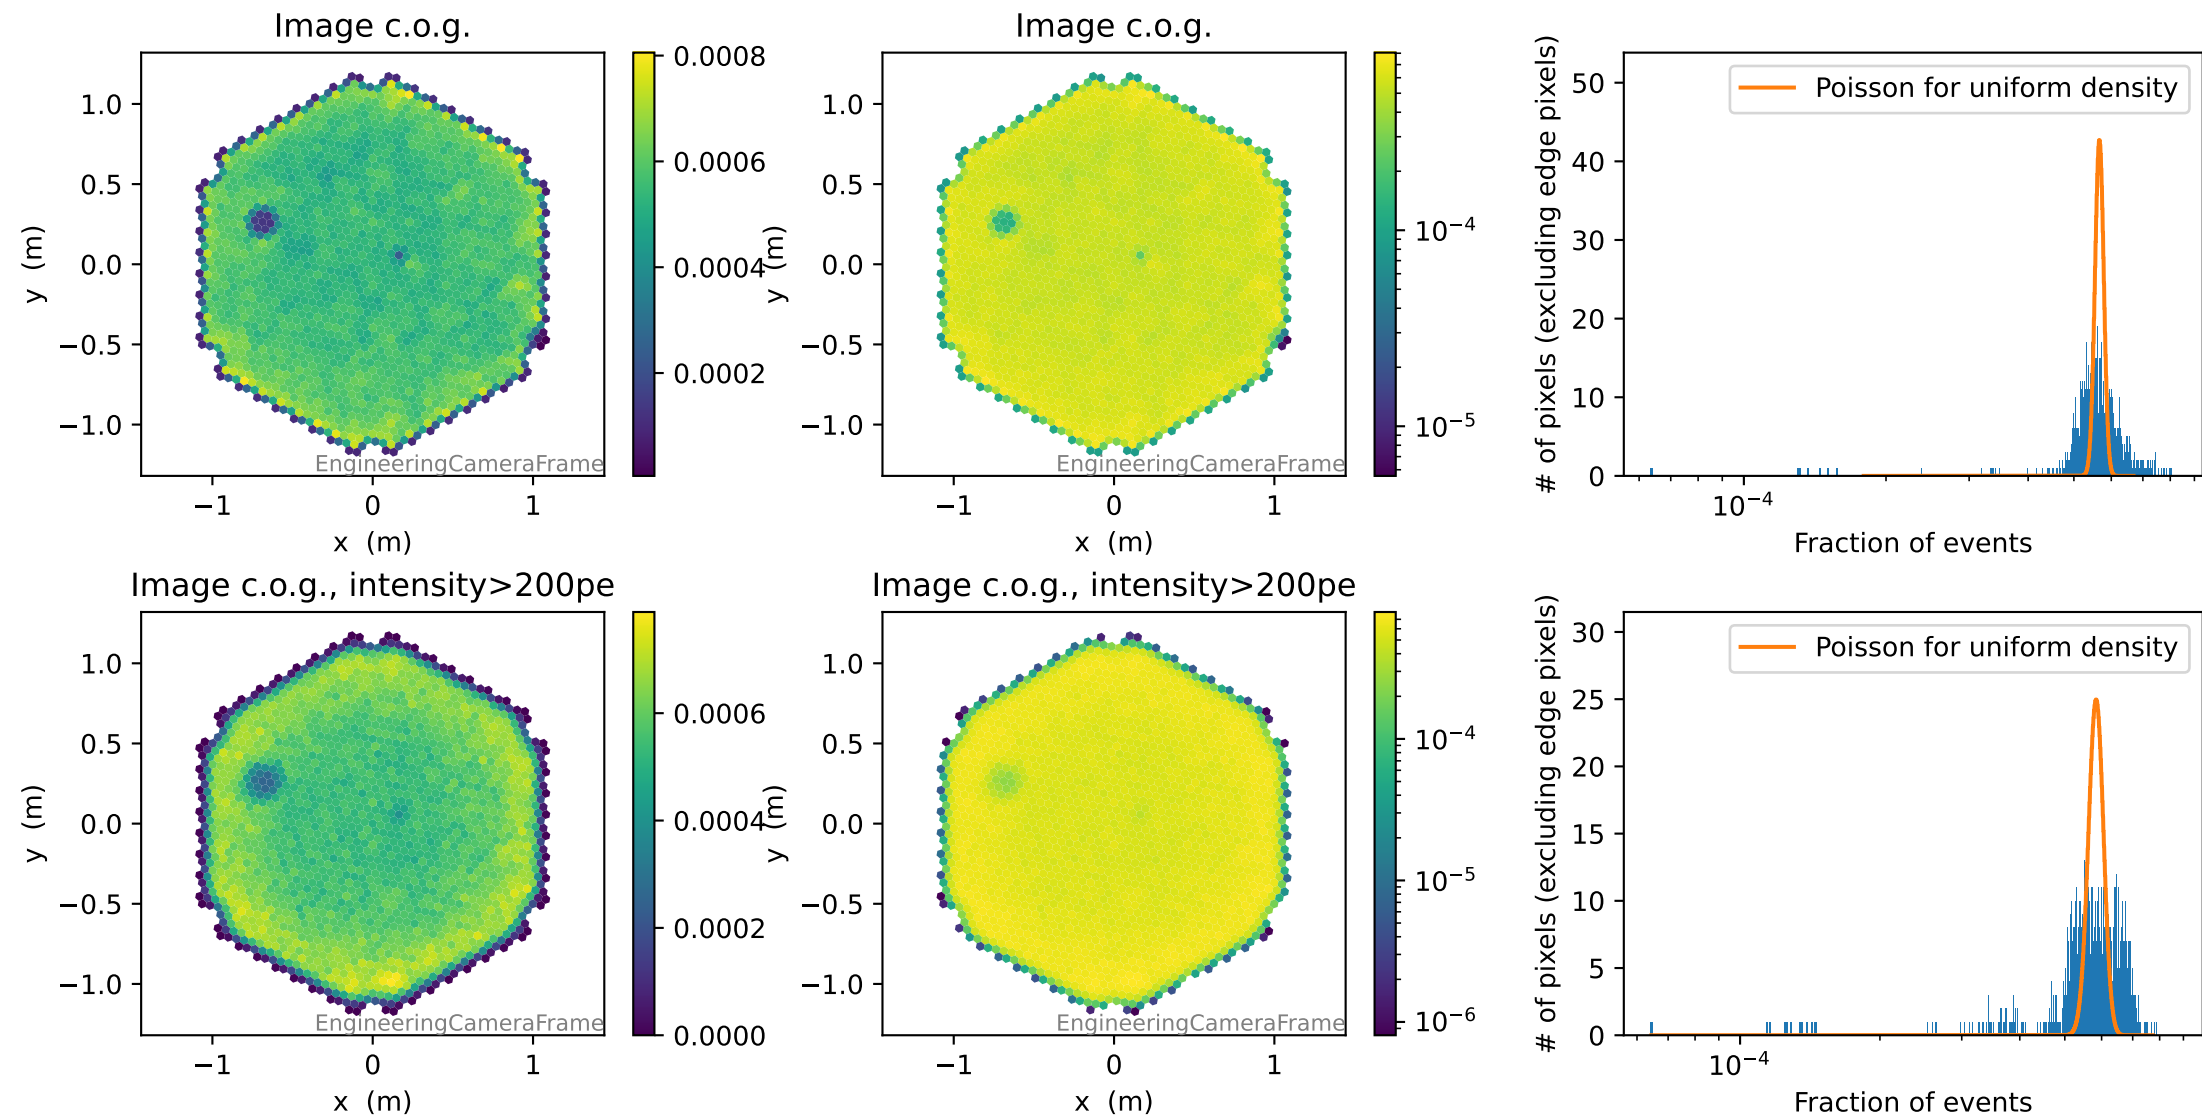 Image c.o.g.
1.0
0.5
0.0
−0.5
−1.0
y (m)
−1
0
1
x (m)
EngineeringCameraFrame
0.0008
0.0006
0.0004
0.0002
Image c.o.g.
1.0
0.5
0.0
−0.5
−1.0
y (m)
−1
0
1
x (m)
EngineeringCameraFrame
10⁻⁴
10⁻⁵
Poisson for uniform density
# of pixels (excluding edge pixels)
50
40
30
20
10
0
10⁻⁴
Fraction of events
Image c.o.g., intensity>200pe
1.0
0.5
0.0
−0.5
−1.0
y (m)
−1
0
1
x (m)
EngineeringCameraFrame
0.0006
0.0004
0.0002
0.0000
Image c.o.g., intensity>200pe
1.0
0.5
0.0
−0.5
−1.0
y (m)
−1
0
1
x (m)
EngineeringCameraFrame
10⁻⁴
10⁻⁵
10⁻⁶
Poisson for uniform density
# of pixels (excluding edge pixels)
30
25
20
15
10
5
0
10⁻⁴
Fraction of events